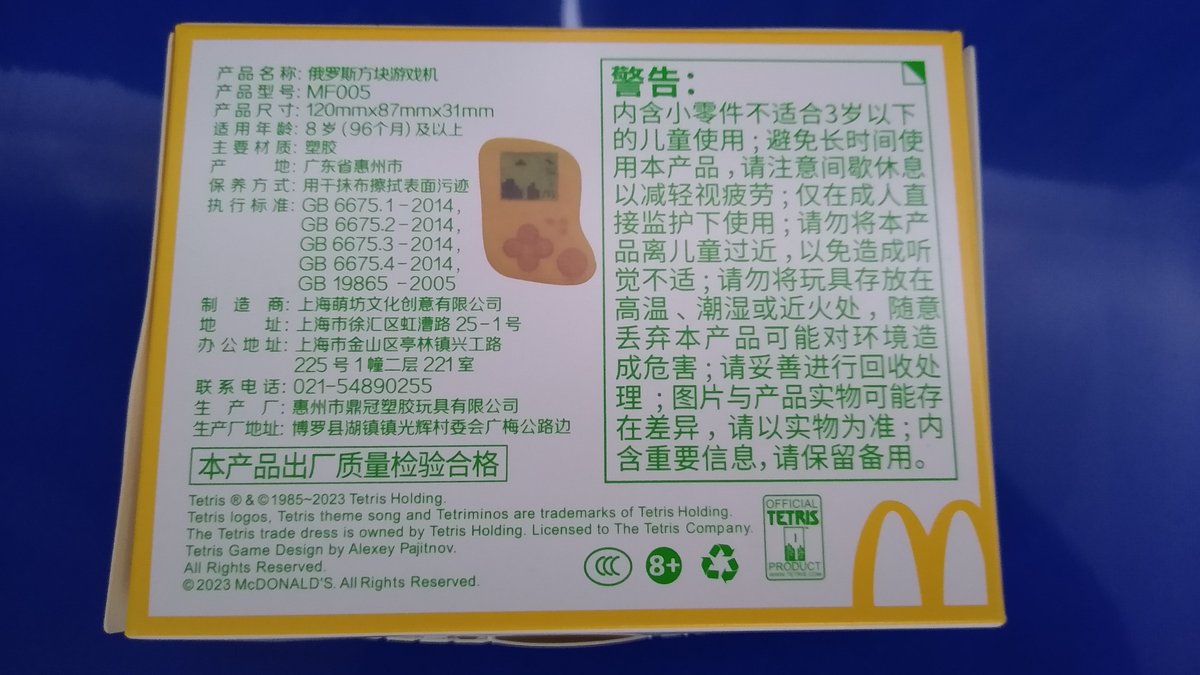 产品名称: 俄罗斯方块游戏机
产品型号: MF005
产品尺寸: 120mmx87mmx31mm
适用年龄: 8岁(96个月)及以上
主要材质: 塑胶
产 地: 广东省惠州市
保养方式: 用干抹布擦拭表面污迹
执行标准: GB 6675.1-2014,
GB 6675.2-2014,
GB 6675.3-2014,
GB 6675.4-2014,
GB 19865-2005
制造商: 上海萌坊文化创意有限公司
地 址: 上海市徐汇区虹漕路25-1号
办公地址: 上海市金山区亭林镇兴工路
225号1幢二层221室
联系电话: 021-54890255
生产厂: 惠州市鼎冠塑胶玩具有限公司
生产厂地址: 博罗县湖镇镇光辉村委会广梅公路边
本产品出厂质量检验合格
警告:
内含小零件不适合3岁以下
的儿童使用;避免长时间使
用本产品,请注意间歇休息
以减轻视疲劳;仅在成人直
接监护下使用;请勿将本产
品离儿童过近,以免造成听
觉不适;请勿将玩具存放在
高温、潮湿或近火处,随意
丢弃本产品可能对环境造
成危害;请妥善进行回收处
理;图片与产品实物可能存
在差异,请以实物为准;内
含重要信息,请保留备用。
Tetris ® & © 1985~2023 Tetris Holding.
Tetris logos, Tetris theme song and Tetriminos are trademarks of Tetris Holding.
The Tetris trade dress is owned by Tetris Holding. Licensed to The Tetris Company.
Tetris Game Design by Alexey Pajitnov.
All Rights Reserved.
©2023 McDONALD'S. All Rights Reserved.
CCC
8+
OFFICIAL
TETRIS
PRODUCT
WWW.TETRIS.COM